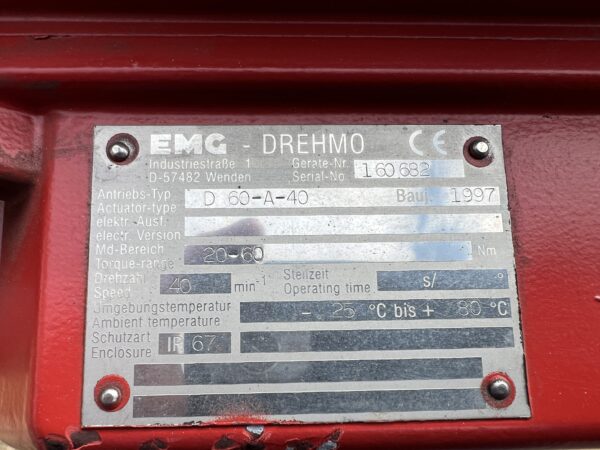 EMG - DREHMO CE
Industriestraße 1 Geräte-Nr.
D-57482 Wenden Serial-No 160682
Antriebs-Typ D 60-A-40 Bauj. 1997
Actuator-type
elektr. Ausf.
electr. Version
Md-Bereich 20-60 Nm
Torque-range
Drehzahl 40 min⁻¹ Stellzeit s/ °
Speed Operating time
Umgebungstemperatur - 25 °C bis + 80 °C
Ambient temperature
Schutzart IP 67
Enclosure